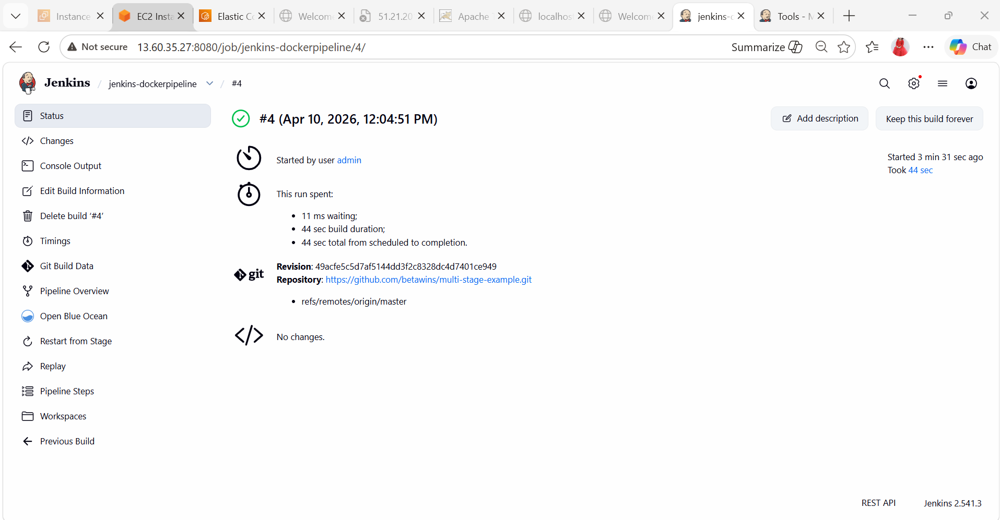 Instance
EC2 Insta
Elastic Co
Welcome
51.21.20
Apache T
localhost
Welcome
jenkins-d
Tools - M
Not secure
13.60.35.27:8080/job/jenkins-dockerpipeline/4/
Summarize
Chat
Jenkins / jenkins-dockerpipeline / #4
Status
Changes
Console Output
Edit Build Information
Delete build ‘#4’
Timings
Git Build Data
Pipeline Overview
Open Blue Ocean
Restart from Stage
Replay
Pipeline Steps
Workspaces
Previous Build
#4 (Apr 10, 2026, 12:04:51 PM)
Add description
Keep this build forever
Started by user admin
Started 3 min 31 sec ago
Took 44 sec
This run spent:
11 ms waiting;
44 sec build duration;
44 sec total from scheduled to completion.
git
Revision: 49acfe5c5d7af5144dd3f2c8328dc4d7401ce949
Repository: https://github.com/betawins/multi-stage-example.git
refs/remotes/origin/master
No changes.
REST API
Jenkins 2.541.3